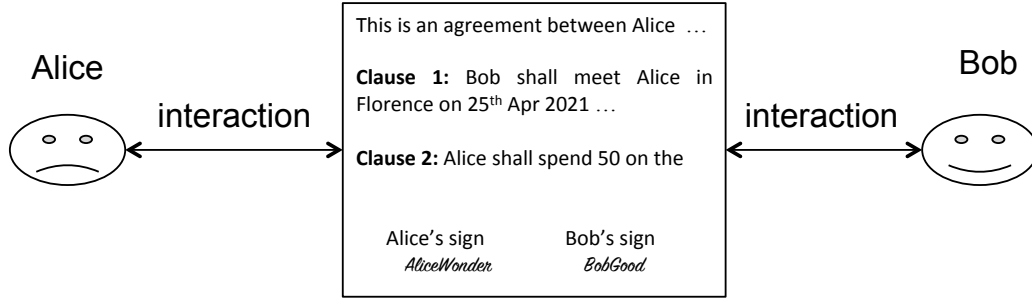 This is an agreement between Alice …
Alice
Bob
Clause 1: Bob shall meet Alice in
Florence on 25th Apr 2021 …
interaction
interaction
Clause 2: Alice shall spend 50 on the
Alice’s sign
Bob’s sign
AliceWonder
BobGood